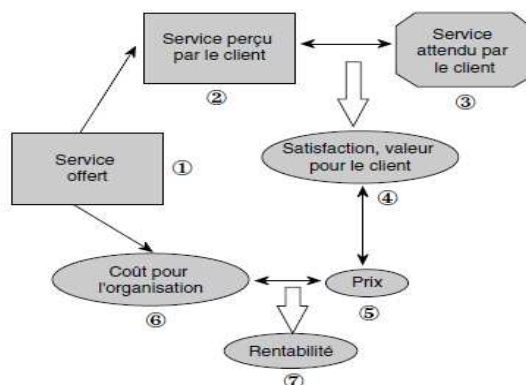 Service perçu
par le client
②
Service
attendu par
le client
③
Service
offert
①
Satisfaction, valeur
pour le client
④
Coût pour
l'organisation
⑥
Prix
⑤
Rentabilité
⑦